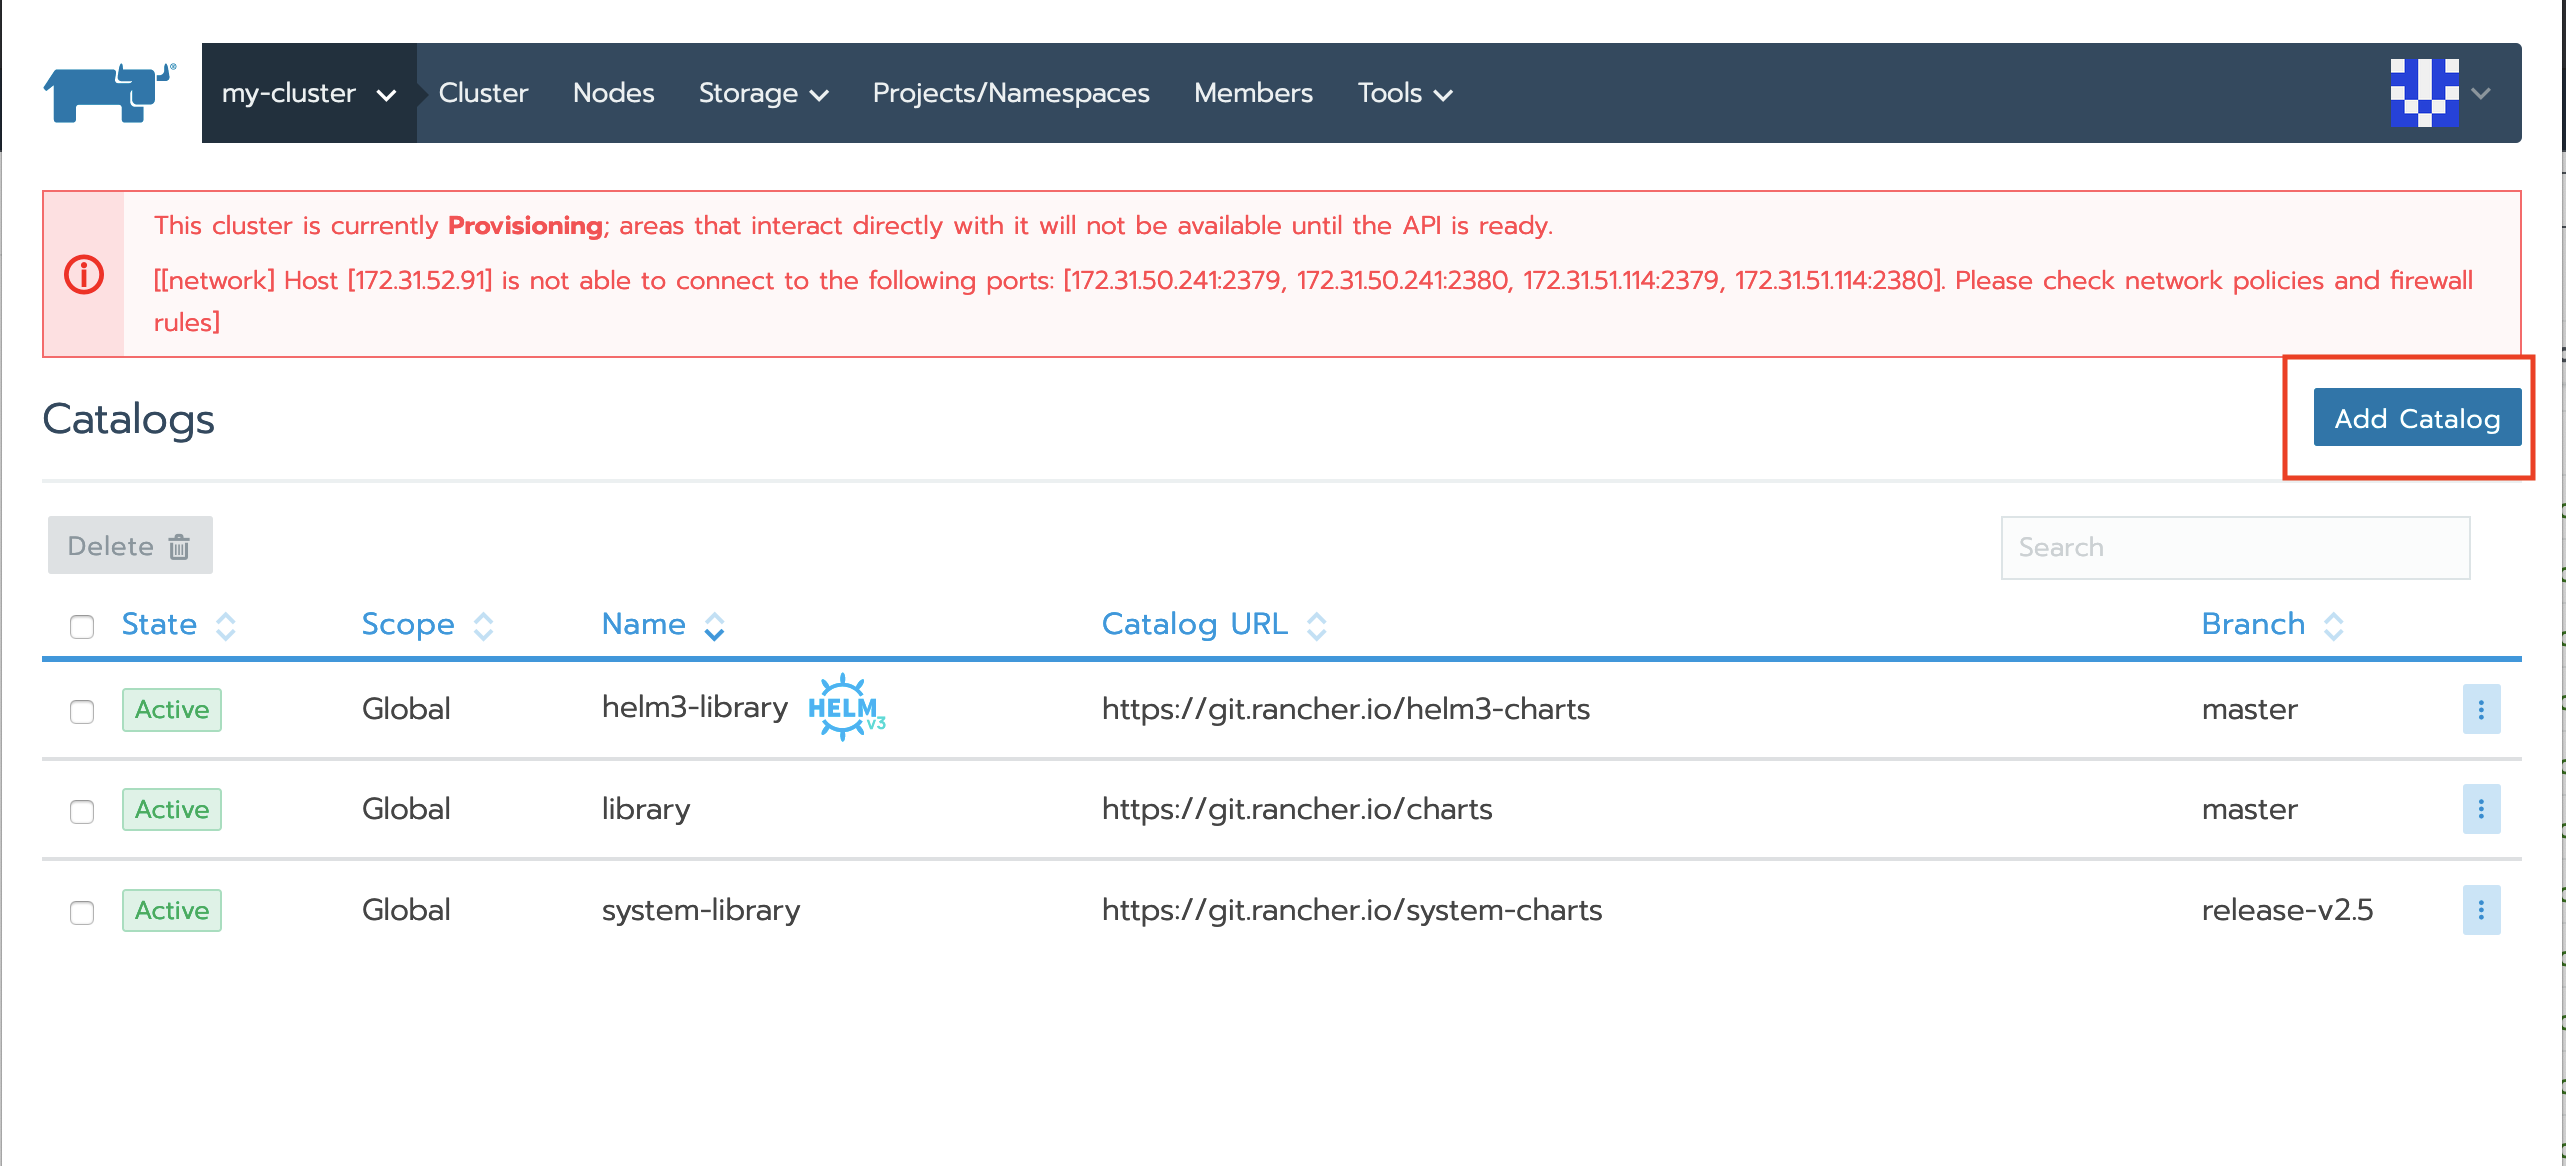 my-cluster Cluster Nodes Storage Projects/Namespaces Members Tools
This cluster is currently Provisioning; areas that interact directly with it will not be available until the API is ready.
[[network] Host [172.31.52.91] is not able to connect to the following ports: [172.31.50.241:2379, 172.31.50.241:2380, 172.31.51.114:2379, 172.31.51.114:2380]. Please check network policies and firewall
rules]
Catalogs Add Catalog
Delete Search
State Scope Name Catalog URL Branch
Active Global helm3-library HELM v3 https://git.rancher.io/helm3-charts master
Active Global library https://git.rancher.io/charts master
Active Global system-library https://git.rancher.io/system-charts release-v2.5